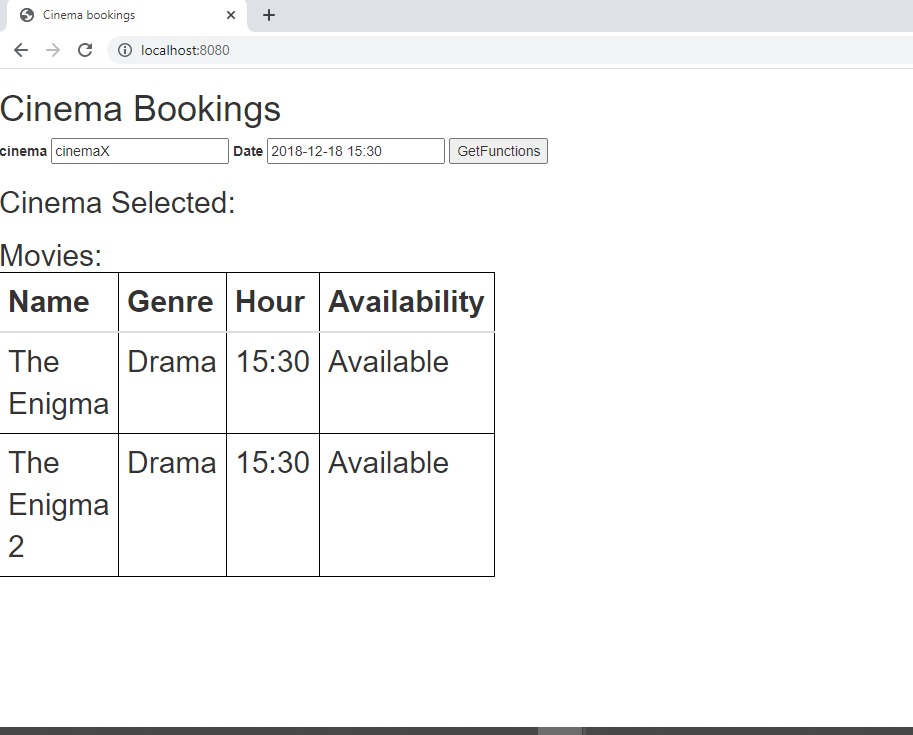 Cinema bookings
localhost:8080
Cinema Bookings
cinema cinemaX Date 2018-12-18 15:30 GetFunctions
Cinema Selected:
Movies:
Name Genre Hour Availability
The Drama 15:30 Available
Enigma
The Drama 15:30 Available
Enigma
2